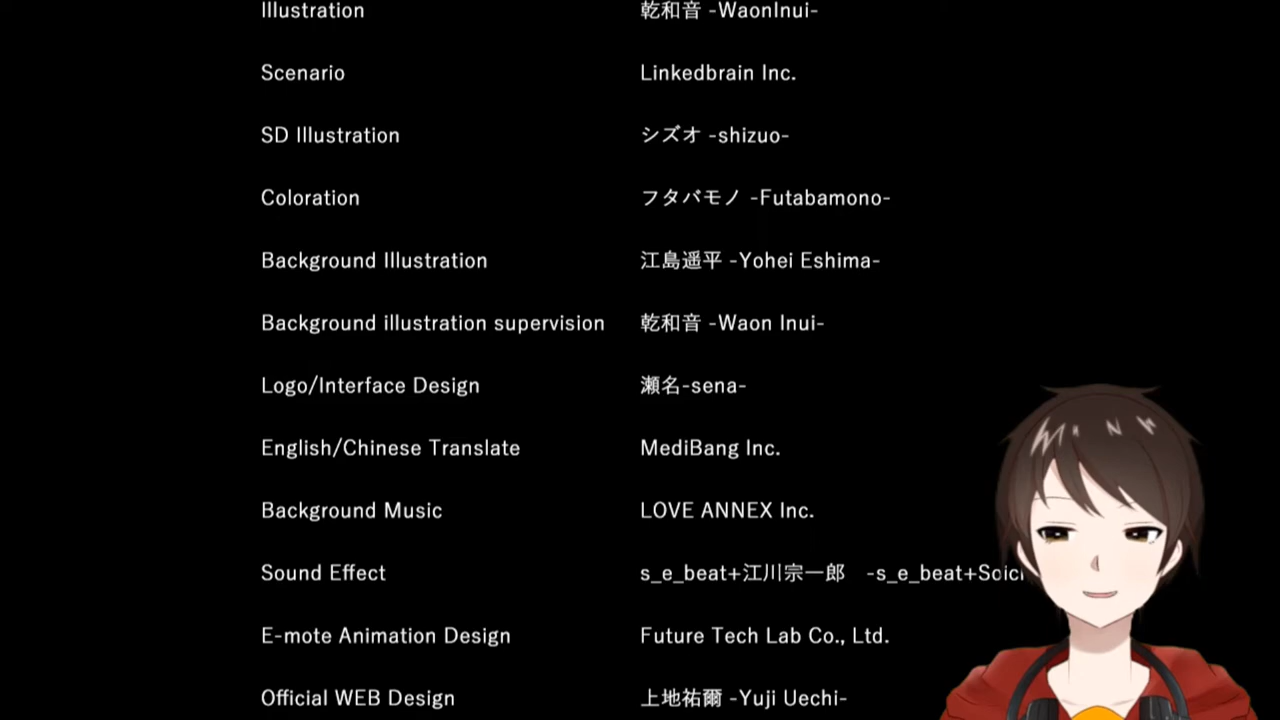 Illustration 乾和音 -WaonInui-
Scenario Linkedbrain Inc.
SD Illustration シズオ -shizuo-
Coloration フタバモノ -Futabamono-
Background Illustration 江島遥平 -Yohei Eshima-
Background illustration supervision 乾和音 -Waon Inui-
Logo/Interface Design 瀬名-sena-
English/Chinese Translate MediBang Inc.
Background Music LOVE ANNEX Inc.
Sound Effect s_e_beat+江川宗一郎 -s_e_beat+Soici
E-mote Animation Design Future Tech Lab Co., Ltd.
Official WEB Design 上地祐爾 -Yuji Uechi-